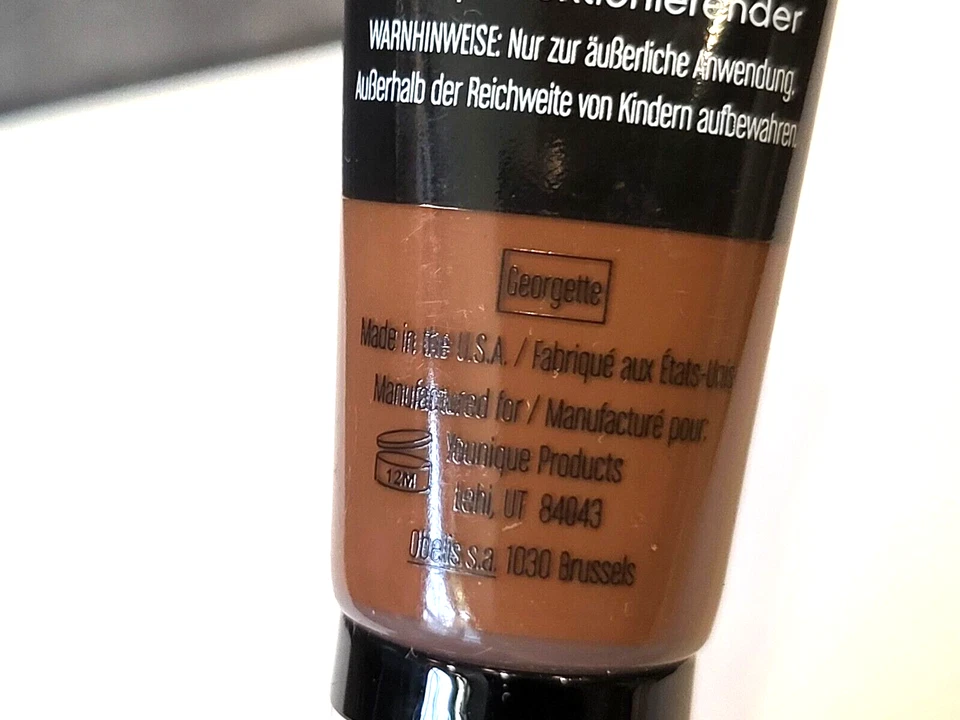 WARNHINWEISE: Nur zur äußerliche Anwendung,
Außerhalb der Reichweite von Kindern aufbewahren.
Georgette
Made in the U.S.A. / Fabriqué aux États-Unis
Manufactured for / Manufacturé pour:
Younique Products
12M
Lehi, UT 84043
Obelis s.a. 1030 Brussels